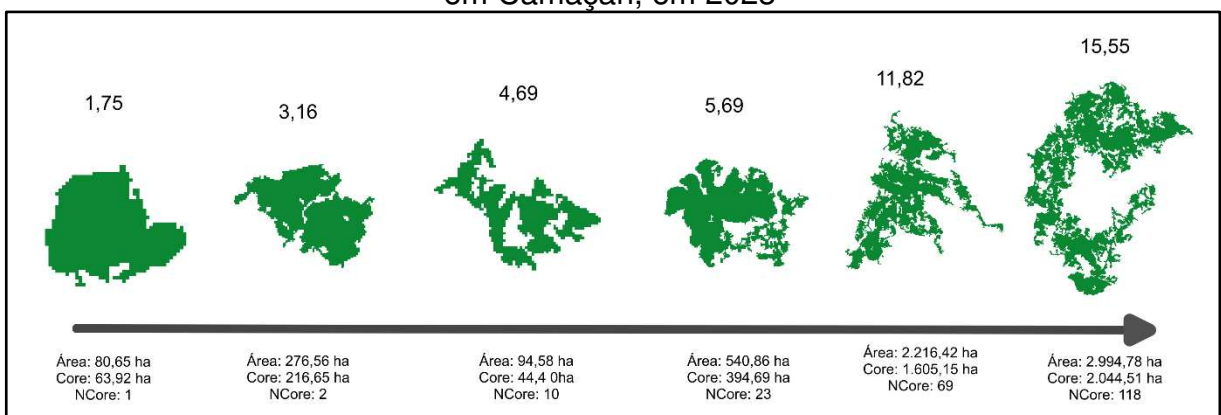 1,75
3,16
4,69
5,69
11,82
15,55
Área: 80,65 ha
Core: 63,92 ha
NCore: 1
Área: 276,56 ha
Core: 216,65 ha
NCore: 2
Área: 94,58 ha
Core: 44,4 0ha
NCore: 10
Área: 540,86 ha
Core: 394,69 ha
NCore: 23
Área: 2.216,42 ha
Core: 1.605,15 ha
NCore: 69
Área: 2.994,78 ha
Core: 2.044,51 ha
NCore: 118